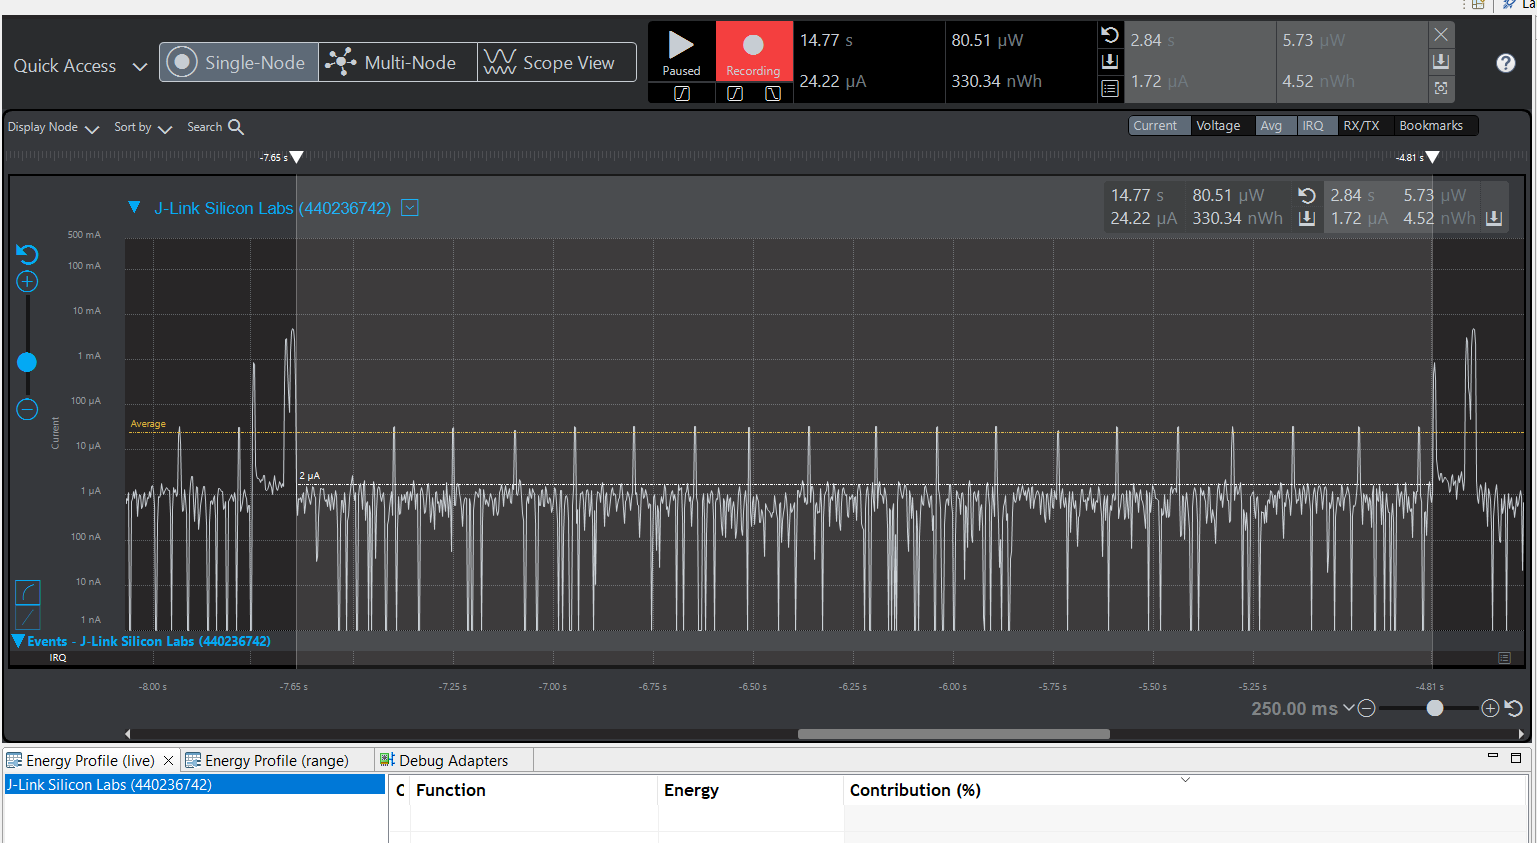 La
Quick Access
Single-Node
Multi-Node
Scope View
Paused
Recording
14.77 s
80.51 µW
24.22 µA
330.34 nWh
2.84 s
5.73 µW
1.72 µA
4.52 nWh
?
Display Node
Sort by
Search
Current
Voltage
Avg
IRQ
RX/TX
Bookmarks
-7.65 s
-4.81 s
J-Link Silicon Labs (440236742)
14.77 s
80.51 µW
2.84 s
5.73 µW
24.22 µA
330.34 nWh
1.72 µA
4.52 nWh
500 mA
100 mA
10 mA
1 mA
100 µA
10 µA
1 µA
100 nA
10 nA
1 nA
Current
Average
2 µA
Events - J-Link Silicon Labs (440236742)
IRQ
-8.00 s
-7.65 s
-7.25 s
-7.00 s
-6.75 s
-6.50 s
-6.25 s
-6.00 s
-5.75 s
-5.50 s
-5.25 s
-4.81 s
250.00 ms
Energy Profile (live)
Energy Profile (range)
Debug Adapters
J-Link Silicon Labs (440236742)
C
Function
Energy
Contribution (%)